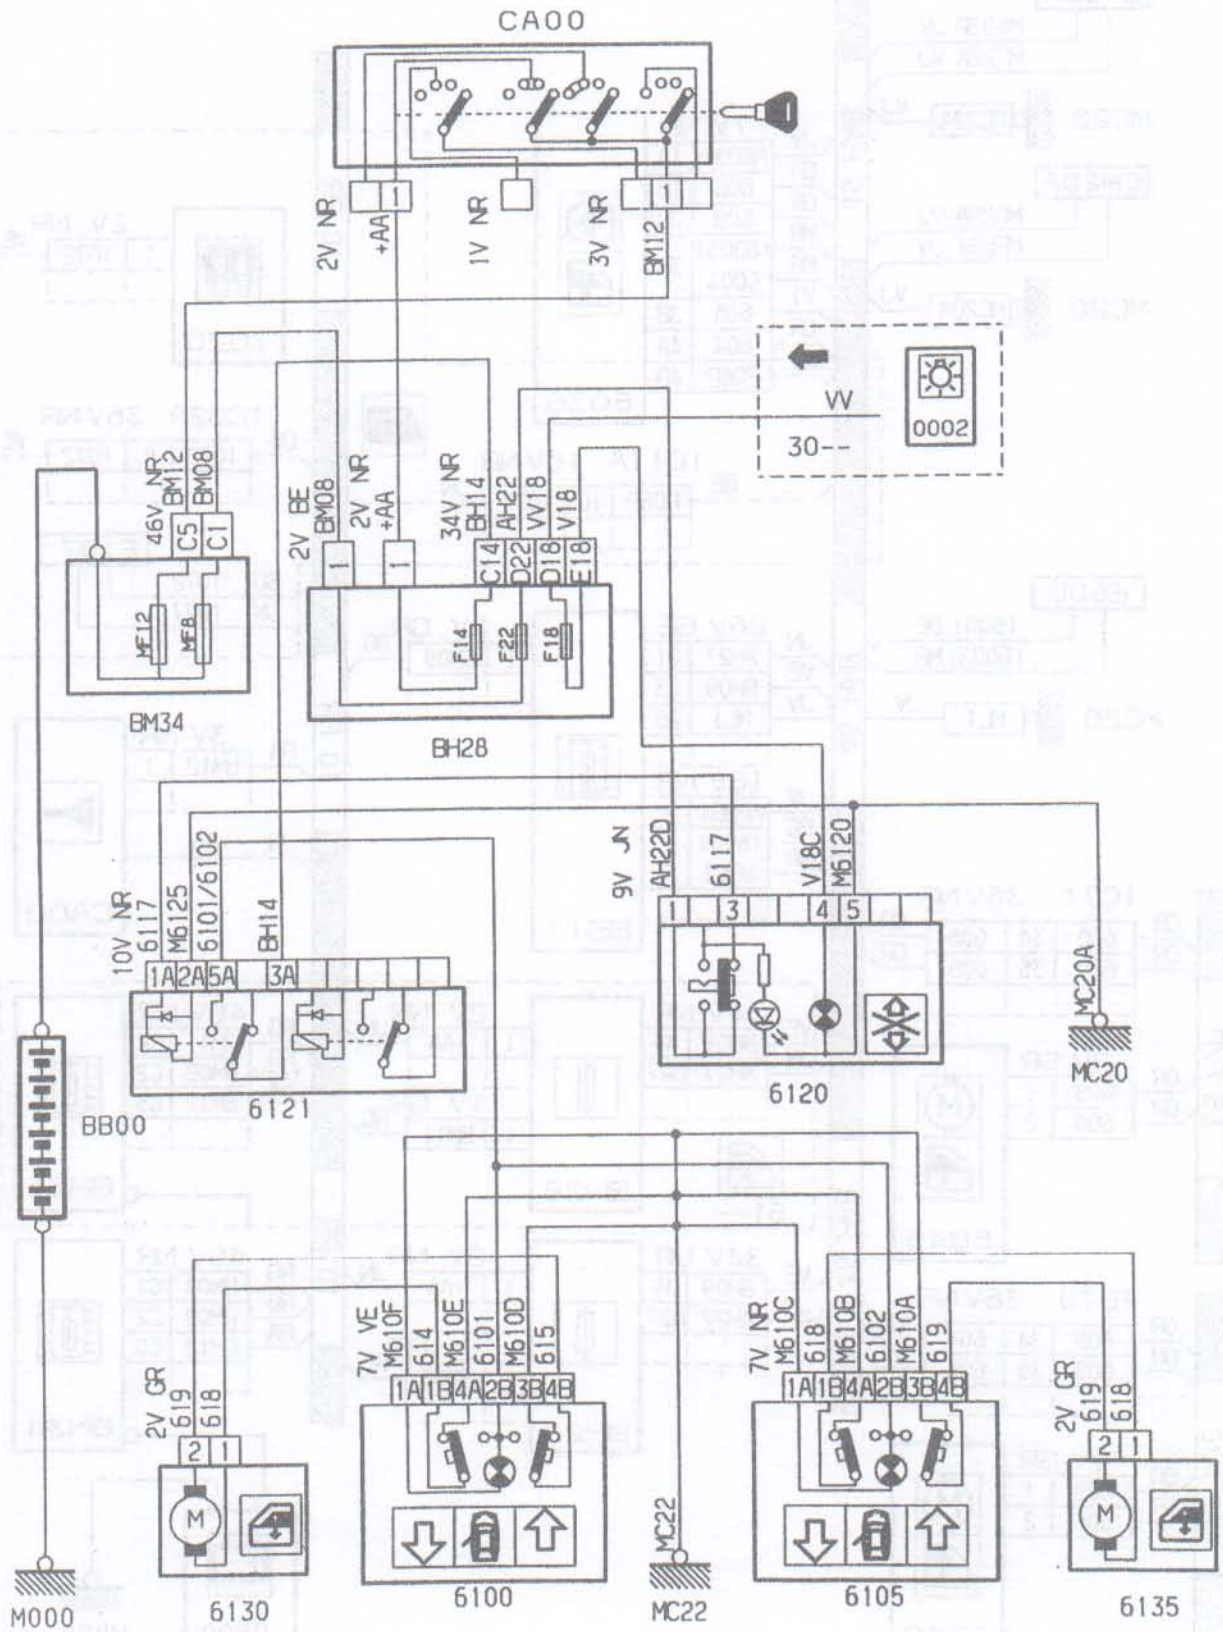 CA00
2V NR
+AA
1V NR
3V NR
BM12
1
VV
30--
0002
46V NR
BM12
BM08
C5
C1
2V BE
BM08
2V NR
+AA
34V NR
BH14
AH22
VV18
V18
1
1
C14
D22
D18
E18
MF12
MF8
F14
F22
F18
BM34
BH28
10V NR
6117
M6125
6101/6102
BH14
1A
2A
5A
3A
9V JN
AH22D
6117
V18C
M6120
1
3
4
5
MC20A
MC20
6120
6121
BB00
2V GR
619
618
2
1
M
6130
7V VE
M610F
614
M610E
6101
M610D
615
1A
1B
4A
2B
3B
4B
6100
MC22
MC22
7V NR
M610C
618
M610B
6102
M610A
619
1A
1B
4A
2B
3B
4B
6105
2V GR
619
618
2
1
M
6135
M000